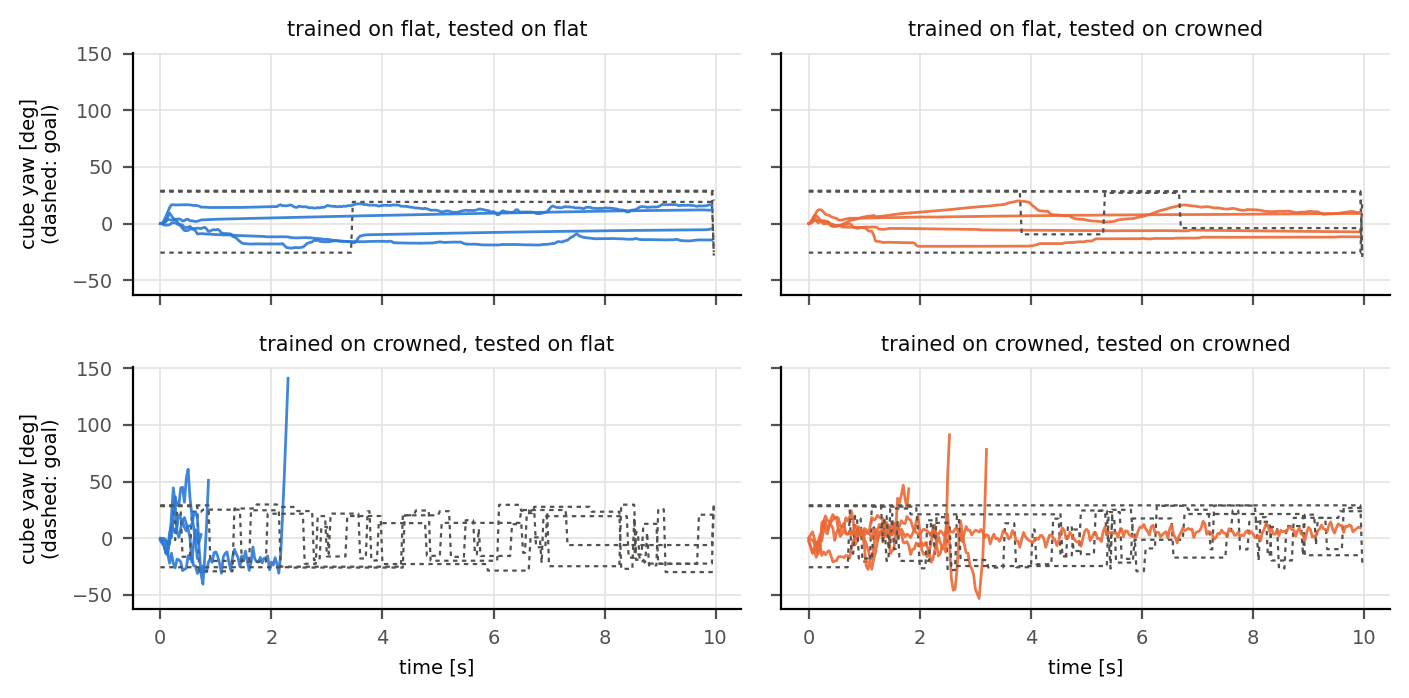 trained on flat, tested on flat
trained on flat, tested on crowned
cube yaw [deg]
(dashed: goal)
150
100
50
0
−50
trained on crowned, tested on flat
trained on crowned, tested on crowned
cube yaw [deg]
(dashed: goal)
150
100
50
0
−50
0 2 4 6 8 10
0 2 4 6 8 10
time [s]
time [s]